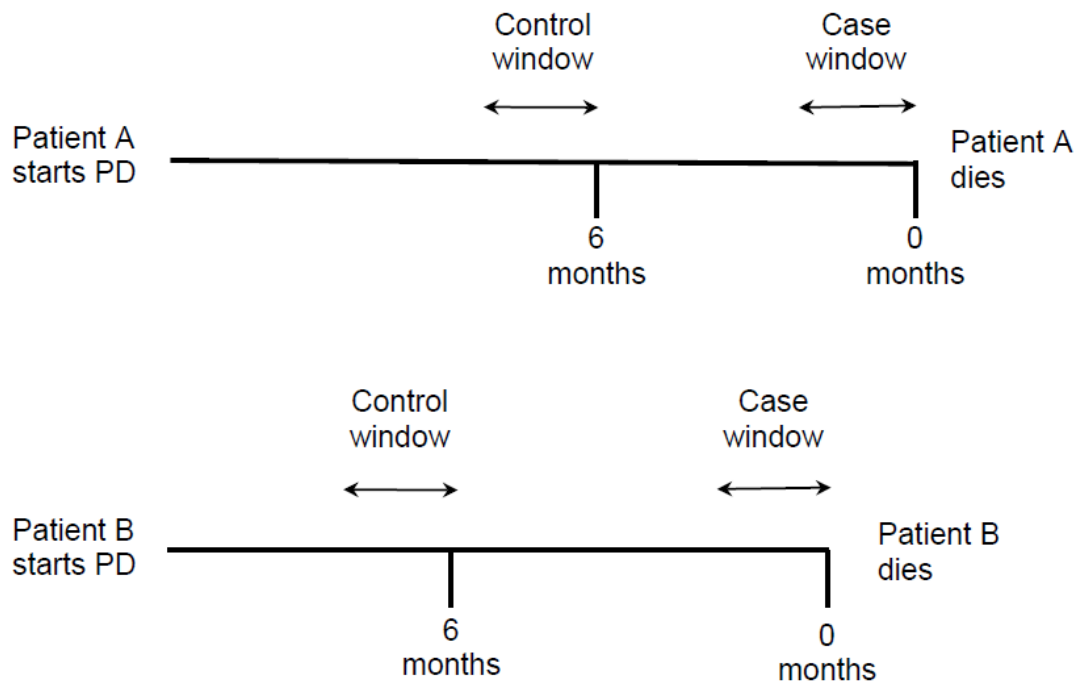 Control
window
Case
window
Patient A
starts PD
Patient A
dies
6
months
0
months
Control
window
Case
window
Patient B
starts PD
Patient B
dies
6
months
0
months